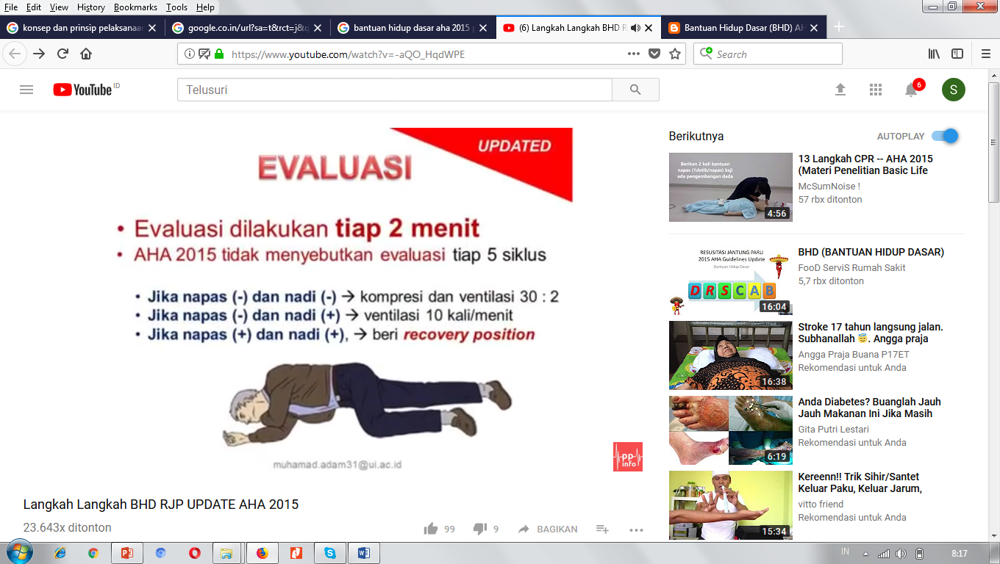 File Edit View History Bookmarks Tools Help
konsep dan prinsip pelaksanaan
google.co.in/url?sa=t&rct=j&q
bantuan hidup dasar aha 2015 p
(6) Langkah Langkah BHD R
Bantuan Hidup Dasar (BHD) AH
https://www.youtube.com/watch?v=-aQO_HqdWPE
Search
YouTube ID
Telusuri
6
S
UPDATED
EVALUASI
• Evaluasi dilakukan tiap 2 menit
• AHA 2015 tidak menyebutkan evaluasi tiap 5 siklus
• Jika napas (-) dan nadi (-) → kompresi dan ventilasi 30 : 2
• Jika napas (-) dan nadi (+) → ventilasi 10 kali/menit
• Jika napas (+) dan nadi (+), → beri recovery position
muhamad.adam31@ui.ac.id
pp
info
Langkah Langkah BHD RJP UPDATE AHA 2015
23.643x ditonton
99
9
BAGIKAN
Berikutnya
AUTOPLAY
Berikan 2 kali bantuan
napas (1detik/napas) kaji
ada pengembangan dada
4:56
13 Langkah CPR -- AHA 2015
(Materi Penelitian Basic Life
McSumNoise !
57 rbx ditonton
RESUSITASI JANTUNG PARU
2015 AHA Guidelines Update
Bantuan Hidup Dasar
D R S C A B
16:04
BHD (BANTUAN HIDUP DASAR)
FooD ServiS Rumah Sakit
5,7 rbx ditonton
16:38
Stroke 17 tahun langsung jalan.
Subhanallah 😇. Angga praja
Angga Praja Buana P17ET
Rekomendasi untuk Anda
6:19
Anda Diabetes? Buanglah Jauh
Jauh Makanan Ini Jika Masih
Gita Putri Lestari
Rekomendasi untuk Anda
15:34
Kereenn!! Trik Sihir/Santet
Keluar Paku, Keluar Jarum,
vitto friend
Rekomendasi untuk Anda
IN
8:17